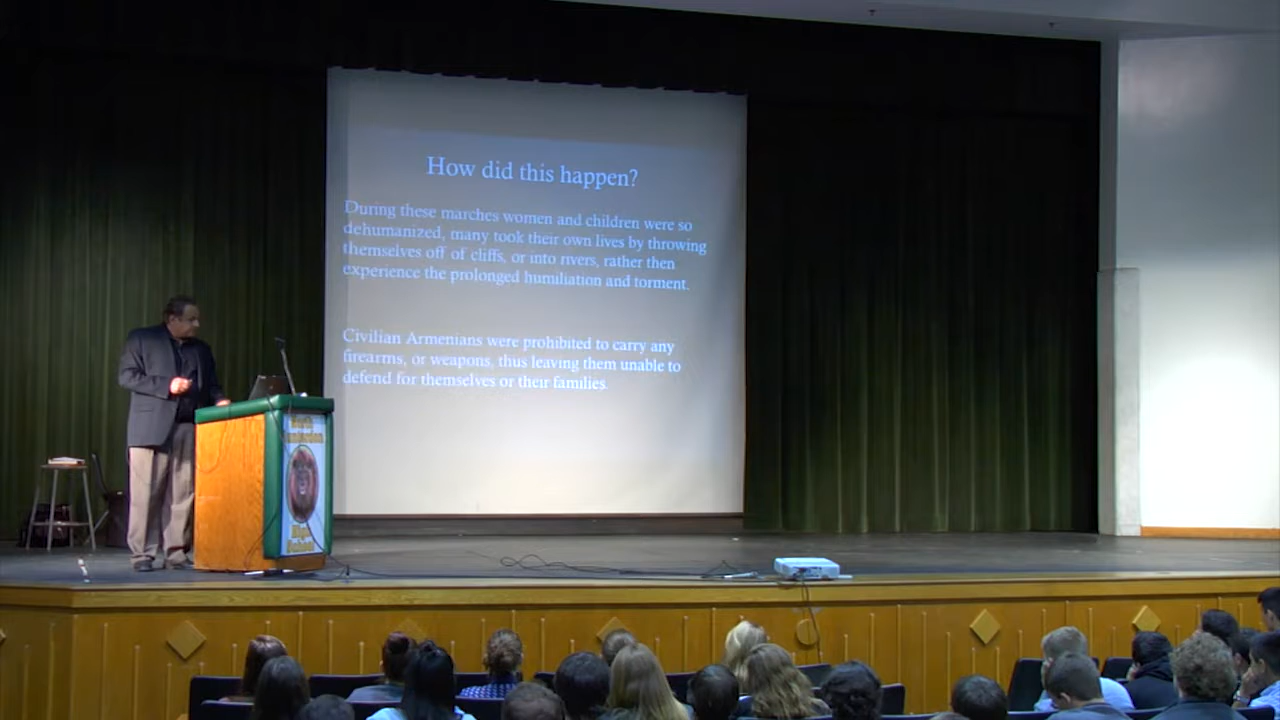 How did this happen?
During these marches women and children were so
dehumanized, many took their own lives by throwing
themselves off of cliffs, or into rivers, rather then
experience the prolonged humiliation and torment.
Civilian Armenians were prohibited to carry any
firearms, or weapons, thus leaving them unable to
defend for themselves or their families.